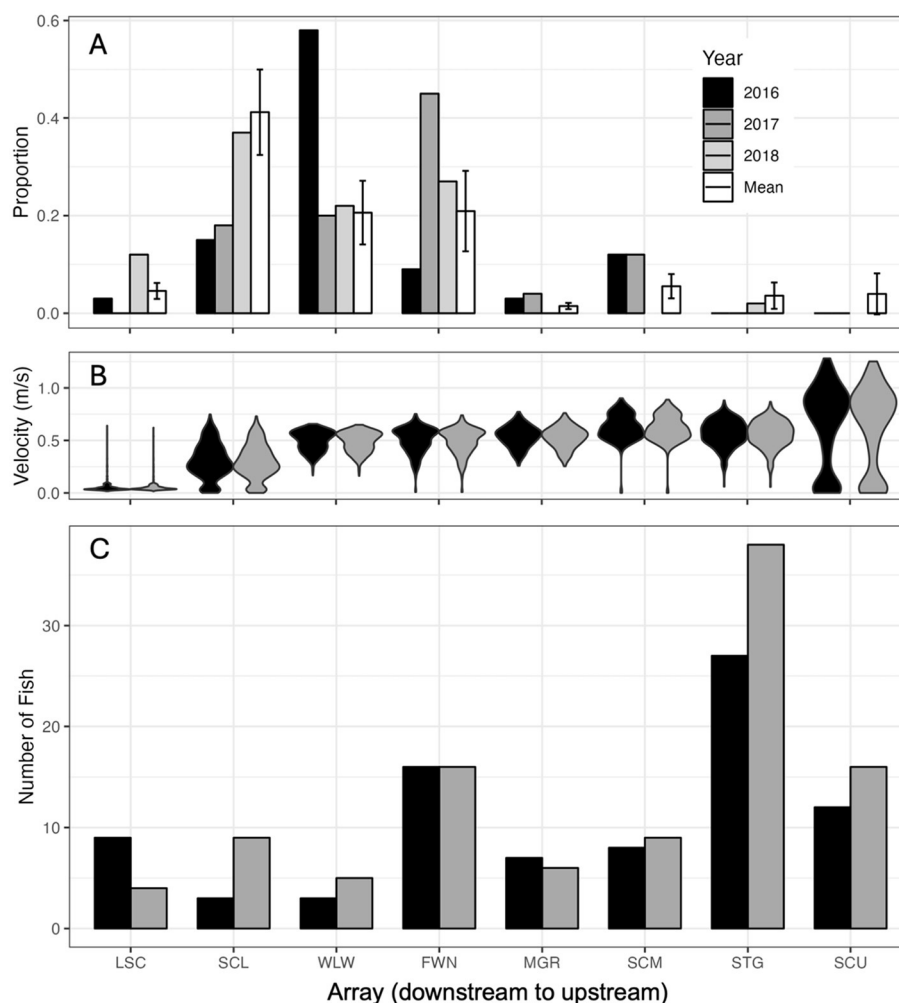 A
Proportion
0.6
0.4
0.2
0.0
Year
2016
2017
2018
Mean
B
Velocity (m/s)
1.0
0.5
0.0
C
Number of Fish
30
20
10
0
LSC SCL WLW FWN MGR SCM STG SCU
Array (downstream to upstream)